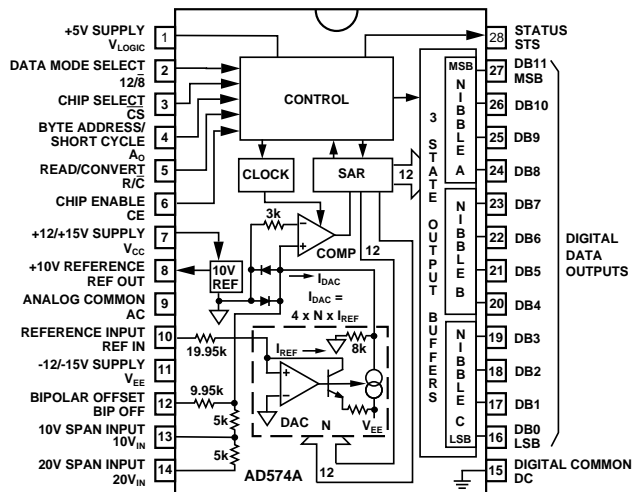 +5V SUPPLY
VLOGIC
1
DATA MODE SELECT
12/8̅
2
CHIP SELECT
C̅S̅
3
BYTE ADDRESS/
SHORT CYCLE
AO
4
READ/CONVERT
R/C̅
5
CHIP ENABLE
CE
6
+12/+15V SUPPLY
VCC
7
+10V REFERENCE
REF OUT
8
ANALOG COMMON
AC
9
REFERENCE INPUT
REF IN
10
-12/-15V SUPPLY
VEE
11
BIPOLAR OFFSET
BIP OFF
12
10V SPAN INPUT
10VIN
13
20V SPAN INPUT
20VIN
14
CONTROL
CLOCK
SAR
12
3k
COMP
12
10V
REF
IDAC
IDAC =
4 x N x IREF
19.95k
IREF
8k
9.95k
5k
5k
DAC
N
VEE
12
AD574A
3 STATE OUTPUT BUFFERS
MSB
NIBBLE A
NIBBLE B
NIBBLE C
LSB
28
STATUS
STS
27
DB11
MSB
26
DB10
25
DB9
24
DB8
23
DB7
22
DB6
21
DB5
20
DB4
19
DB3
18
DB2
17
DB1
16
DB0
LSB
15
DIGITAL COMMON
DC
DIGITAL
DATA
OUTPUTS